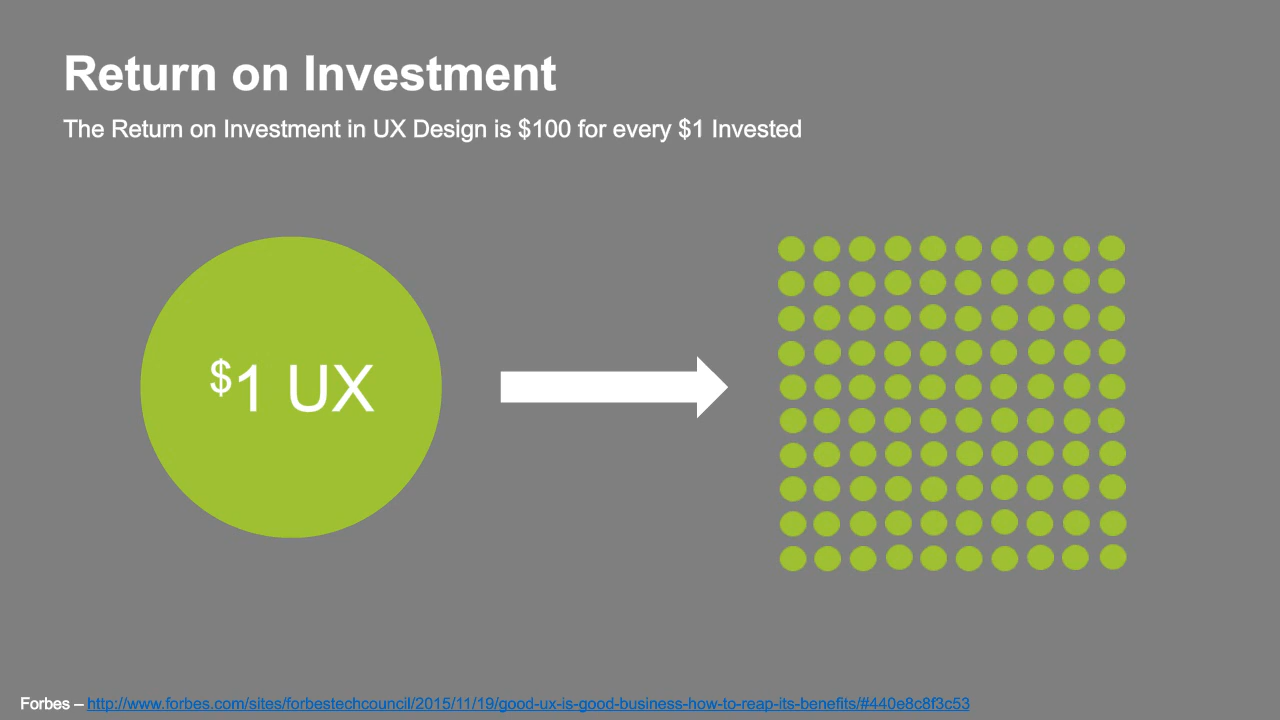 Return on Investment
The Return on Investment in UX Design is $100 for every $1 Invested
$1 UX
Forbes – http://www.forbes.com/sites/forbestechcouncil/2015/11/19/good-ux-is-good-business-how-to-reap-its-benefits/#440e8c8f3c53